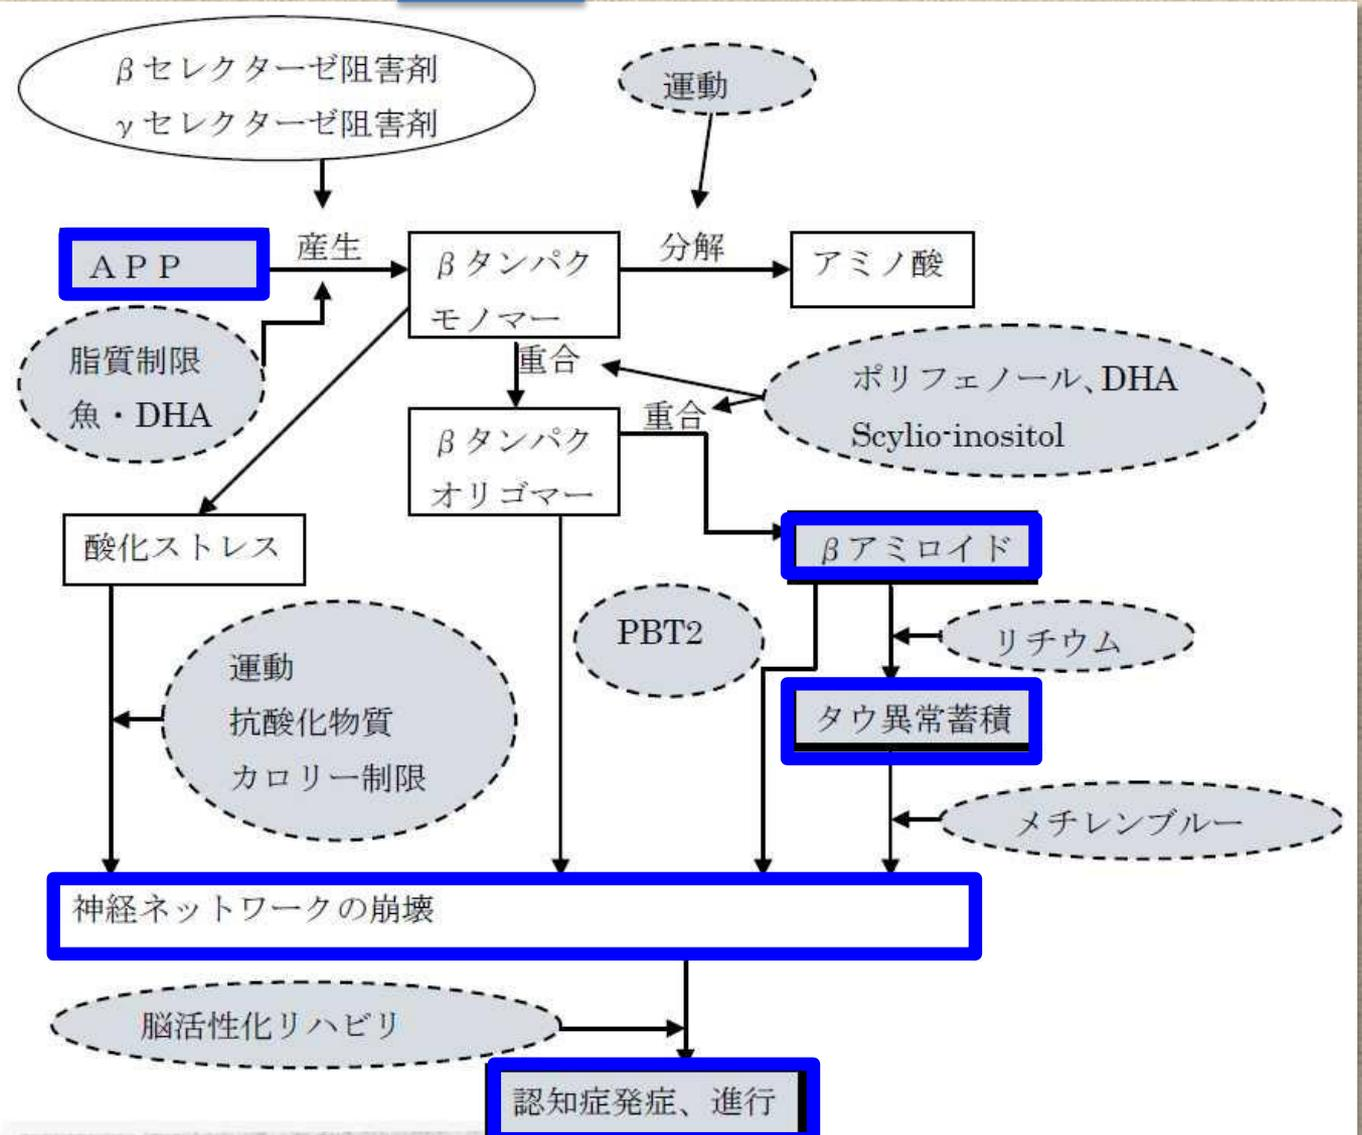 βセレクターゼ阻害剤
γセレクターゼ阻害剤
運動
APP
産生
βタンパク
モノマー
分解
アミノ酸
脂質制限
魚・DHA
重合
ポリフェノール、DHA
Scylio-inositol
βタンパク
オリゴマー
重合
酸化ストレス
βアミロイド
PBT2
リチウム
運動
抗酸化物質
カロリー制限
タウ異常蓄積
メチレンブルー
神経ネットワークの崩壊
脳活性化リハビリ
認知症発症、進行